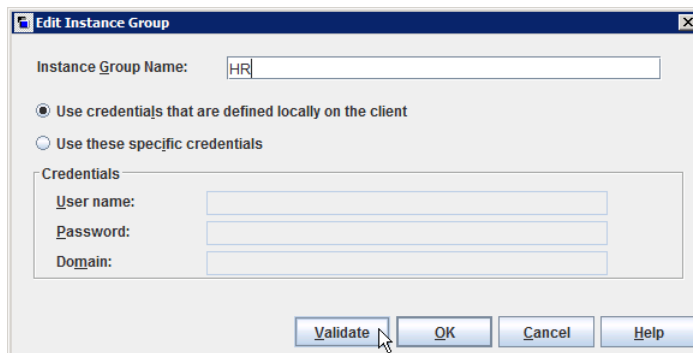 Edit Instance Group
Instance Group Name: HR
Use credentials that are defined locally on the client
Use these specific credentials
Credentials
User name:
Password:
Domain:
Validate OK Cancel Help